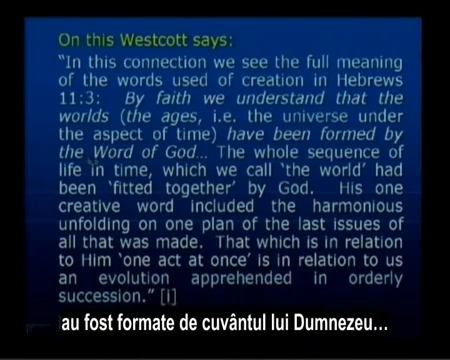 On this Westcott says:
“In this connection we see the full meaning
of the words used of creation in Hebrews
11:3:  By faith we understand that the
worlds (the ages, i.e. the universe under
the aspect of time) have been formed by
the Word of God… The whole sequence of
life in time, which we call ‘the world’ had
been ‘fitted together’ by God.  His one
creative word included the harmonious
unfolding on one plan of the last issues of
all that was made.  That which is in relation
to Him ‘one act at once’ is in relation to us
an evolution apprehended in orderly
succession.” [i]
au fost formate de cuvântul lui Dumnezeu…